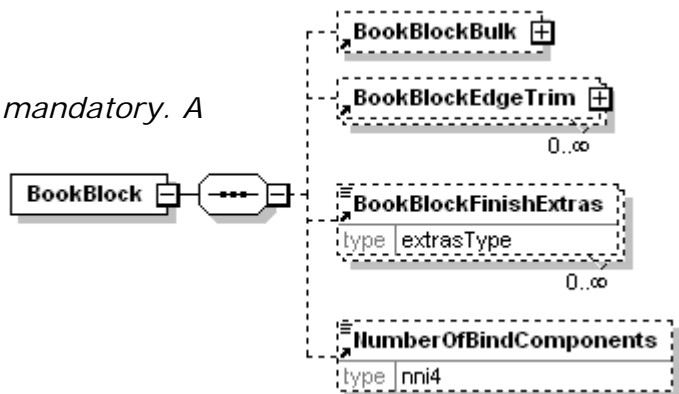 BookBlockBulk
mandatory. A
BookBlockEdgeTrim
0..∞
BookBlock
BookBlockFinishExtras
type extrasType
0..∞
NumberOfBindComponents
type nni4